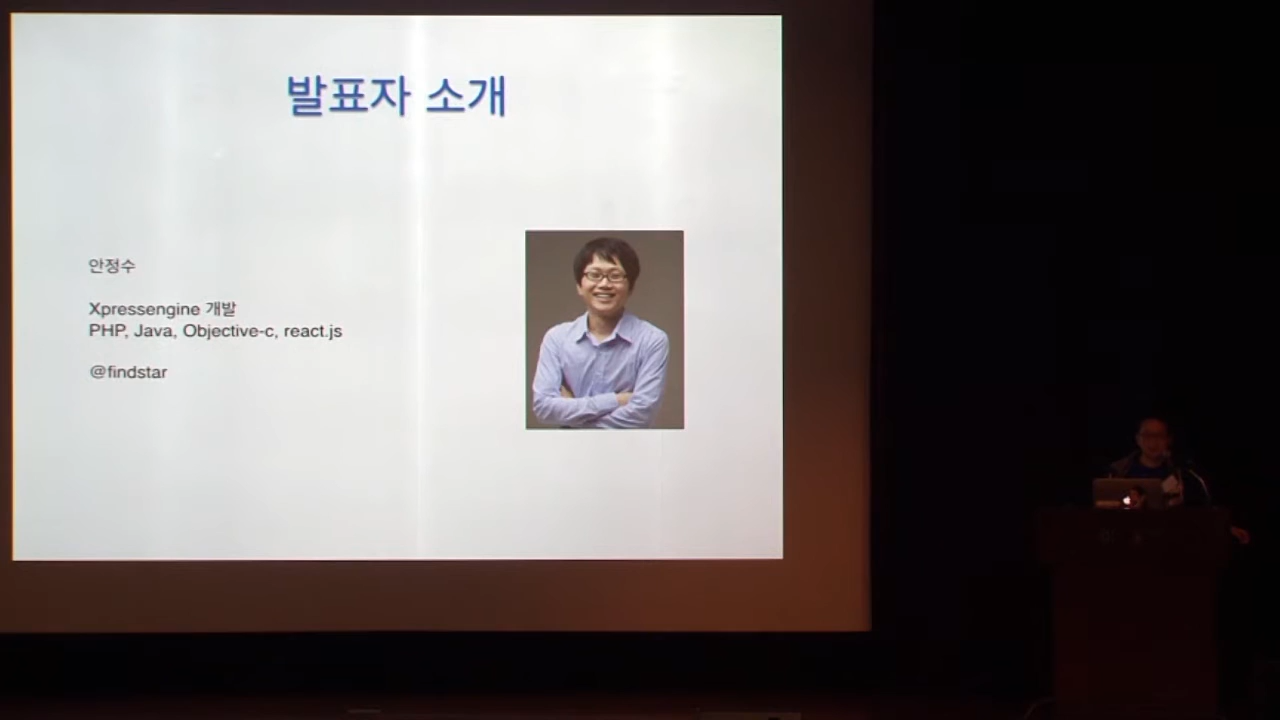 발표자 소개
안정수
Xpressengine 개발
PHP, Java, Objective-c, react.js
@findstar